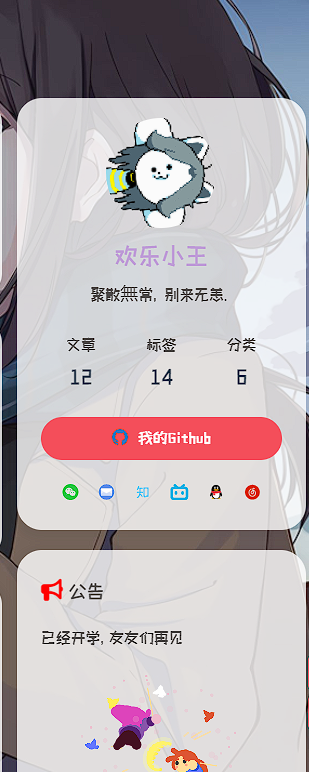 欢乐小王
聚散無常, 别来无恙.
文章 标签 分类
12 14 6
我的Github
知
公告
已经开学, 友友们再见